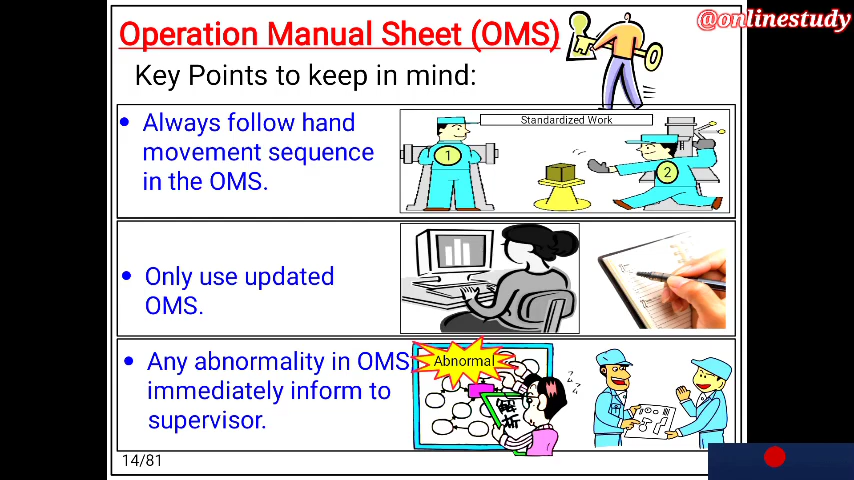 @onlinestudy
Operation Manual Sheet (OMS)
Key Points to keep in mind:
• Always follow hand
movement sequence
in the OMS.
Standardized Work
1
2
• Only use updated
OMS.
• Any abnormality in OMS
immediately inform to
supervisor.
Abnormal
14/81